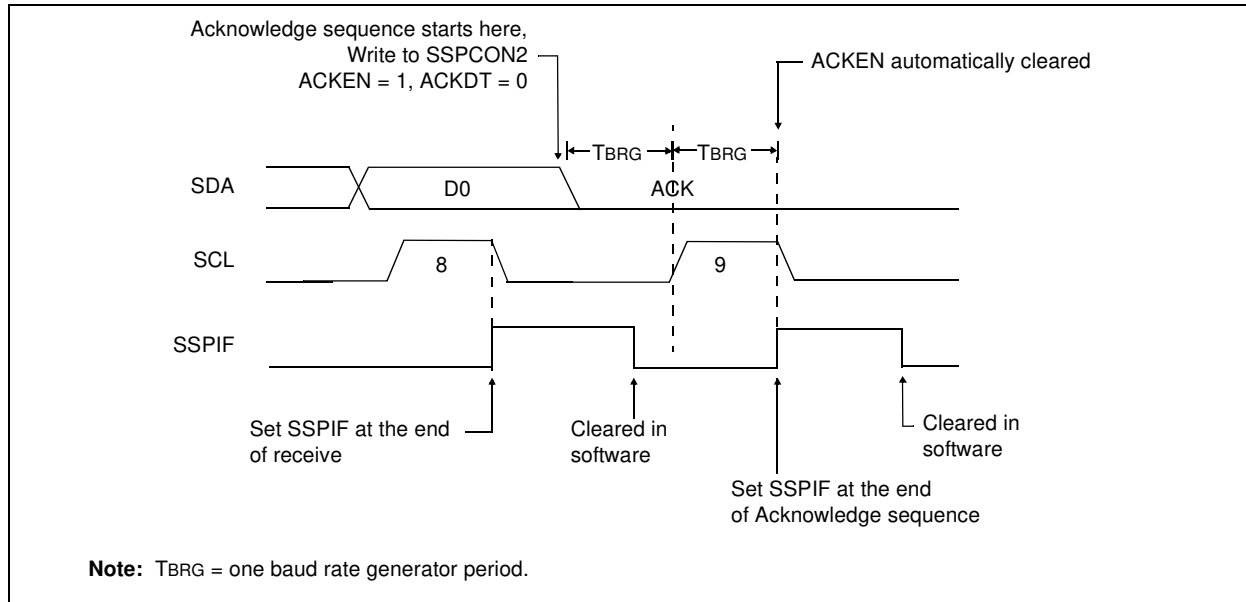 Acknowledge sequence starts here,
Write to SSPCON2
ACKEN = 1, ACKDT = 0
ACKEN automatically cleared
TBRG
TBRG
SDA
D0
ACK
SCL
8
9
SSPIF
Set SSPIF at the end
of receive
Cleared in
software
Set SSPIF at the end
of Acknowledge sequence
Cleared in
software
Note: TBRG = one baud rate generator period.